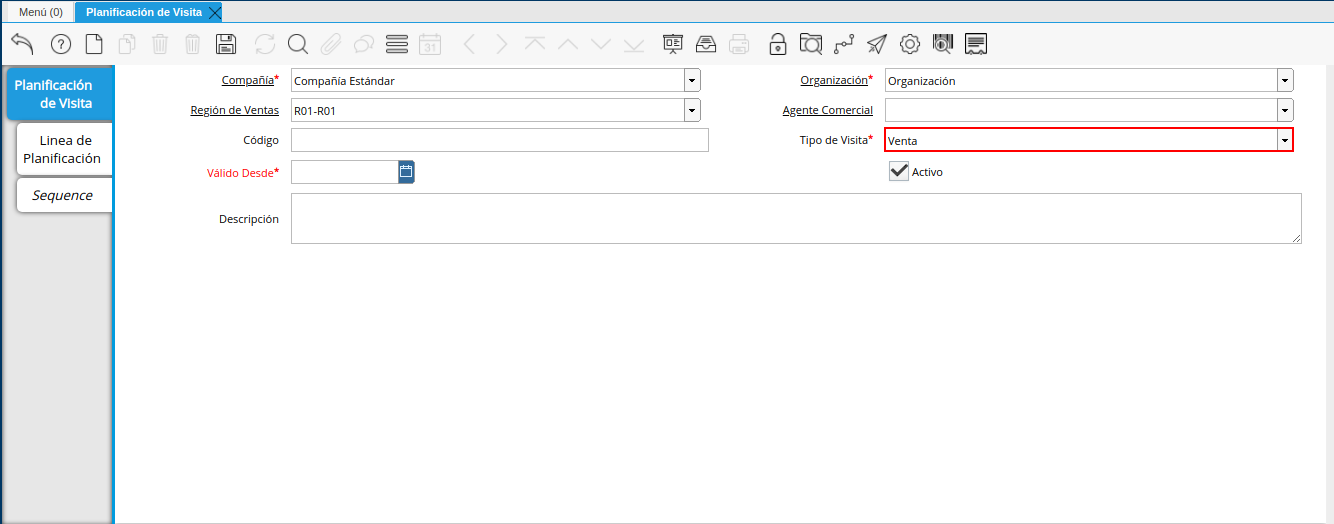 Menú (0)
Planificación de Visita
?
31
Planificación de Visita
Linea de Planificación
Sequence
Compañía* Compañía Estándar
Organización* Organización
Región de Ventas R01-R01
Agente Comercial
Código
Tipo de Visita* Venta
Válido Desde*
Activo
Descripción